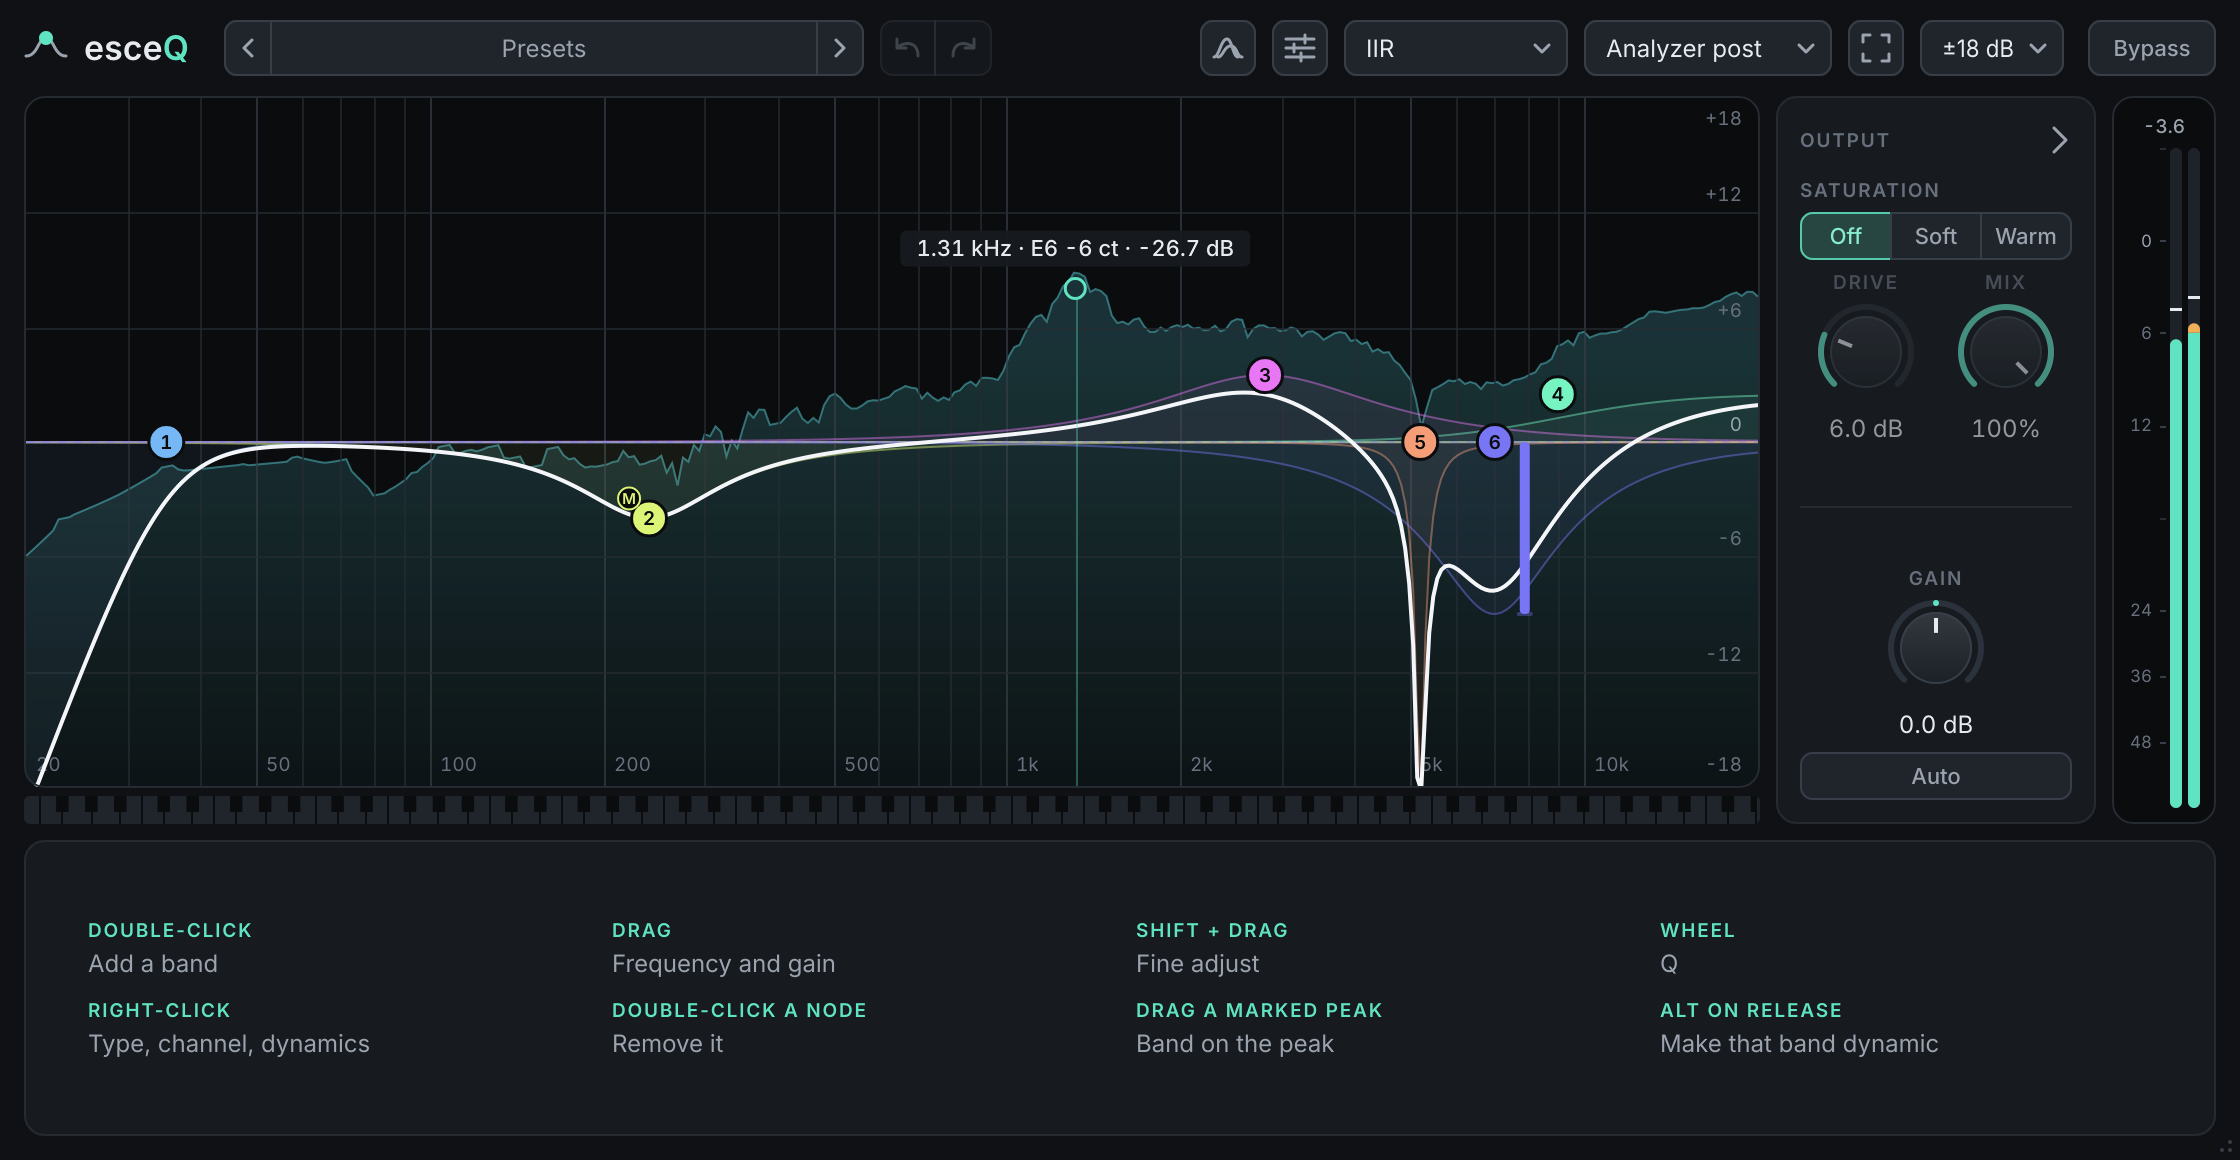 esceQ
Presets
IIR
Analyzer post
±18 dB
Bypass
1.31 kHz · E6 -6 ct · -26.7 dB
+18
+12
+6
0
-6
-12
-18
1
M
2
3
4
5
6
20
50
100
200
500
1k
2k
5k
10k
OUTPUT
SATURATION
Off
Soft
Warm
DRIVE
MIX
6.0 dB
100%
GAIN
0.0 dB
Auto
-3.6
0
6
12
24
36
48
DOUBLE-CLICK
Add a band
DRAG
Frequency and gain
SHIFT + DRAG
Fine adjust
WHEEL
Q
RIGHT-CLICK
Type, channel, dynamics
DOUBLE-CLICK A NODE
Remove it
DRAG A MARKED PEAK
Band on the peak
ALT ON RELEASE
Make that band dynamic